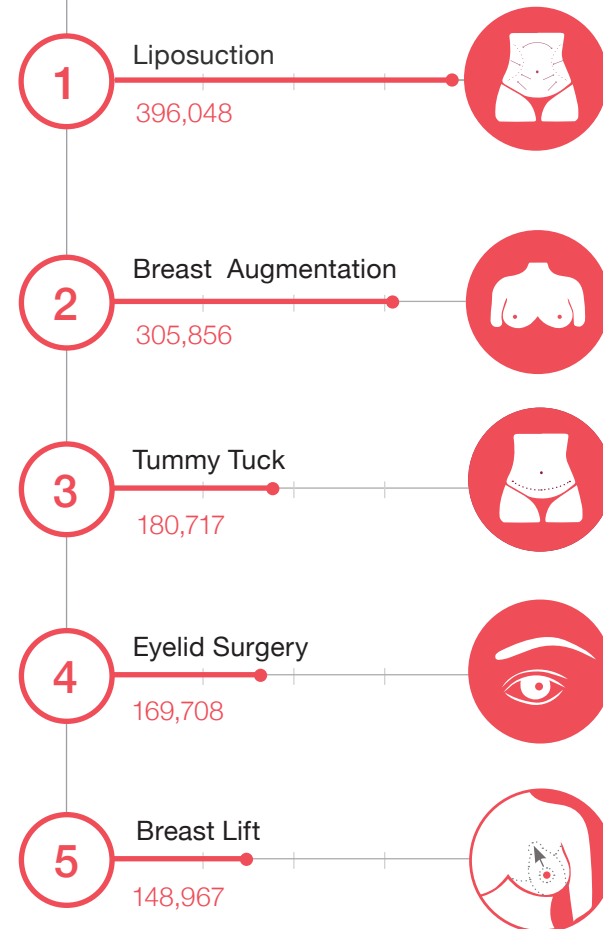 1
Liposuction
396,048
2
Breast Augmentation
305,856
3
Tummy Tuck
180,717
4
Eyelid Surgery
169,708
5
Breast Lift
148,967